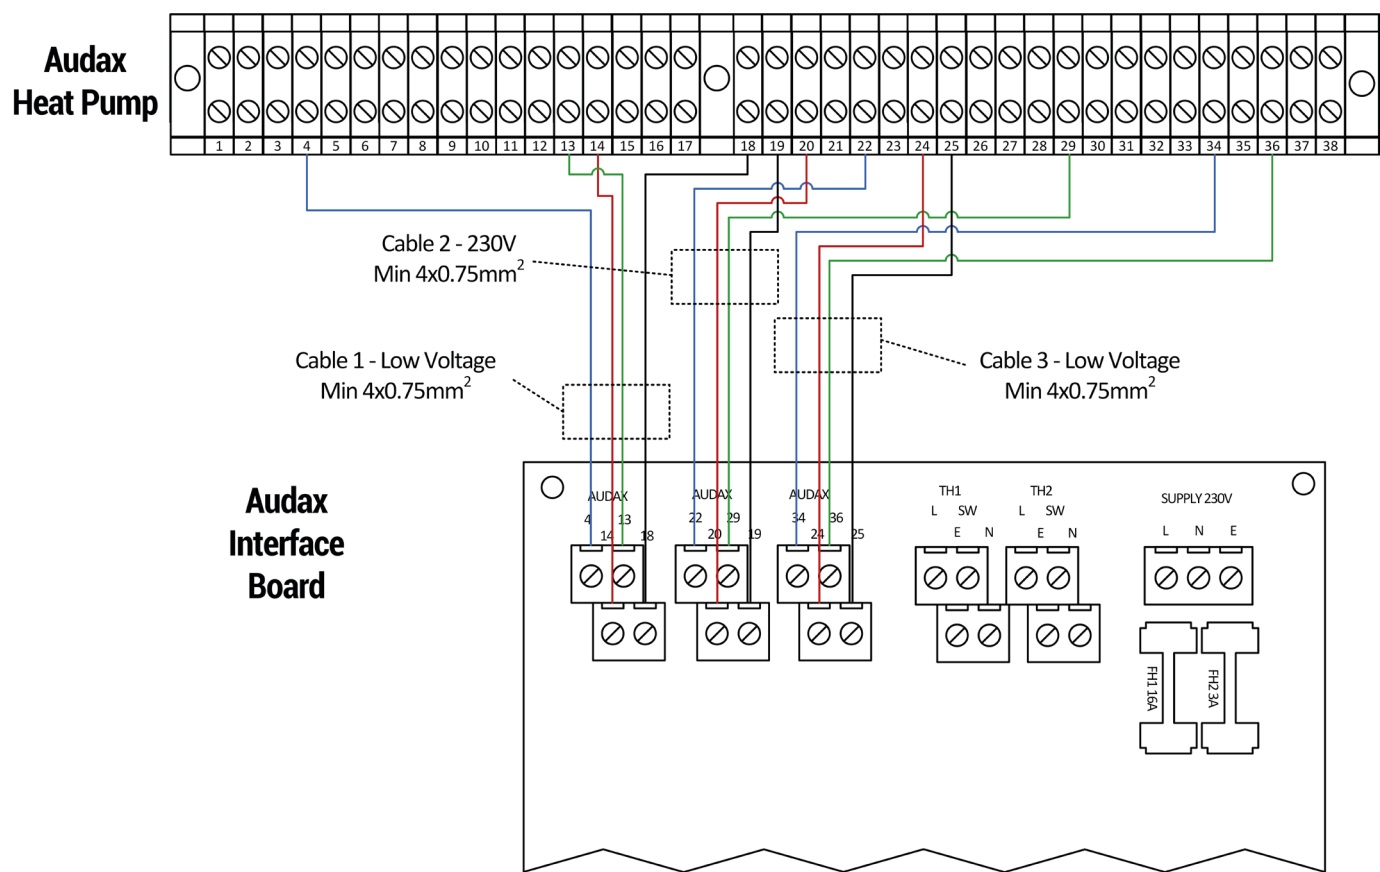 Audax
Heat Pump
1 2 3 4 5 6 7 8 9 10 11 12 13 14 15 16 17 18 19 20 21 22 23 24 25 26 27 28 29 30 31 32 33 34 35 36 37 38
Cable 2 - 230V
Min 4x0.75mm²
Cable 1 - Low Voltage
Min 4x0.75mm²
Cable 3 - Low Voltage
Min 4x0.75mm²
Audax
Interface
Board
AUDAX
4 13
14 18
AUDAX
22 29
20 19
AUDAX
34 36
24 25
TH1
L SW
E N
TH2
L SW
E N
SUPPLY 230V
L N E
FH1 16A
FH2 3A